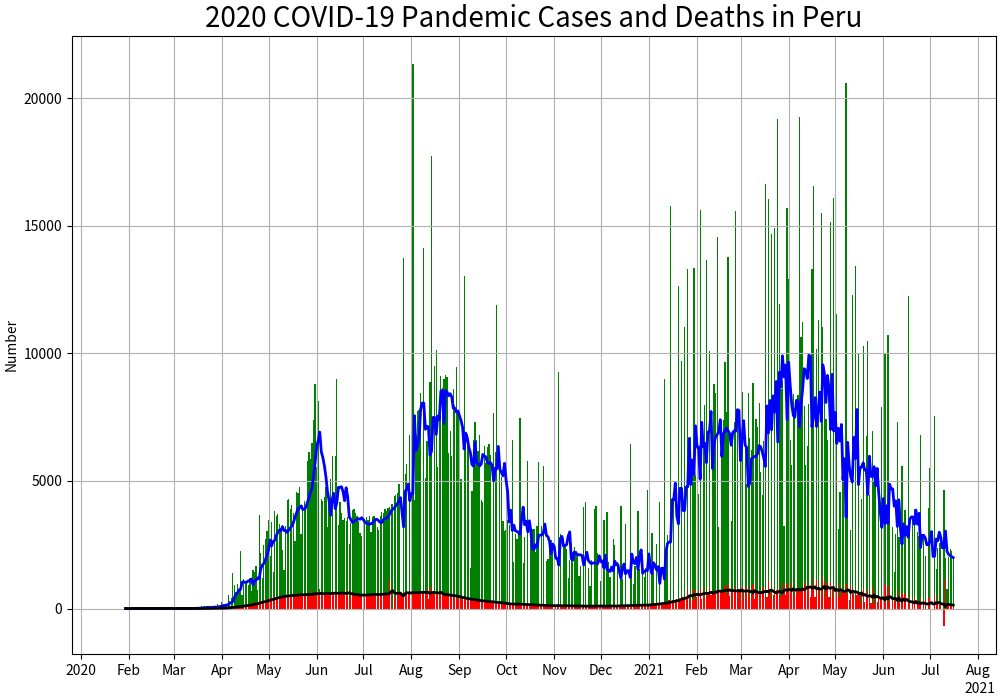 2020 COVID-19 Pandemic Cases and Deaths in Peru
20000
15000
10000
5000
0
Number
2020 Feb Mar Apr May Jun Jul Aug Sep Oct Nov Dec 2021 Feb Mar Apr May Jun Jul Aug
2021